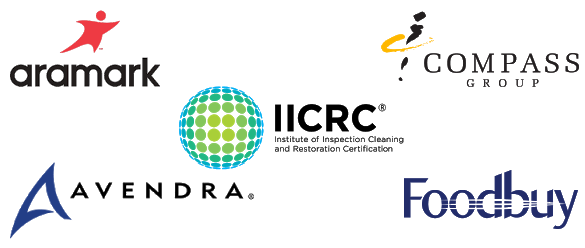 aramark
COMPASS
GROUP
IICRC®
Institute of Inspection Cleaning
and Restoration Certification
AVENDRA®
Foodbuy